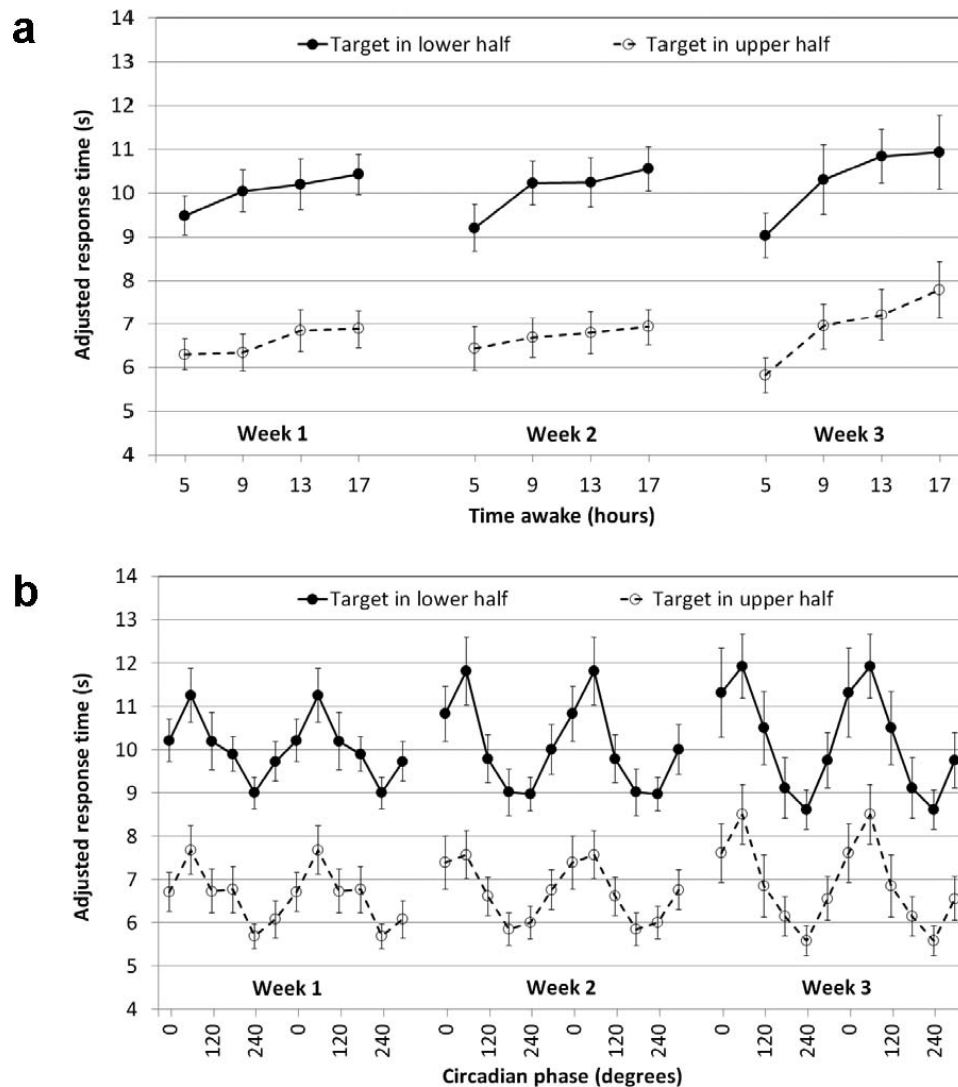 a
14
Target in lower half Target in upper half
13
12
11
10
9
8
7
6
5
4
Adjusted response time (s)
Week 1 Week 2 Week 3
5 9 13 17 5 9 13 17 5 9 13 17
Time awake (hours)
b
14
Target in lower half Target in upper half
13
12
11
10
9
8
7
6
5
4
Adjusted response time (s)
Week 1 Week 2 Week 3
0 120 240 0 120 240 0 120 240 0 120 240 0 120 240 0 120 240
Circadian phase (degrees)